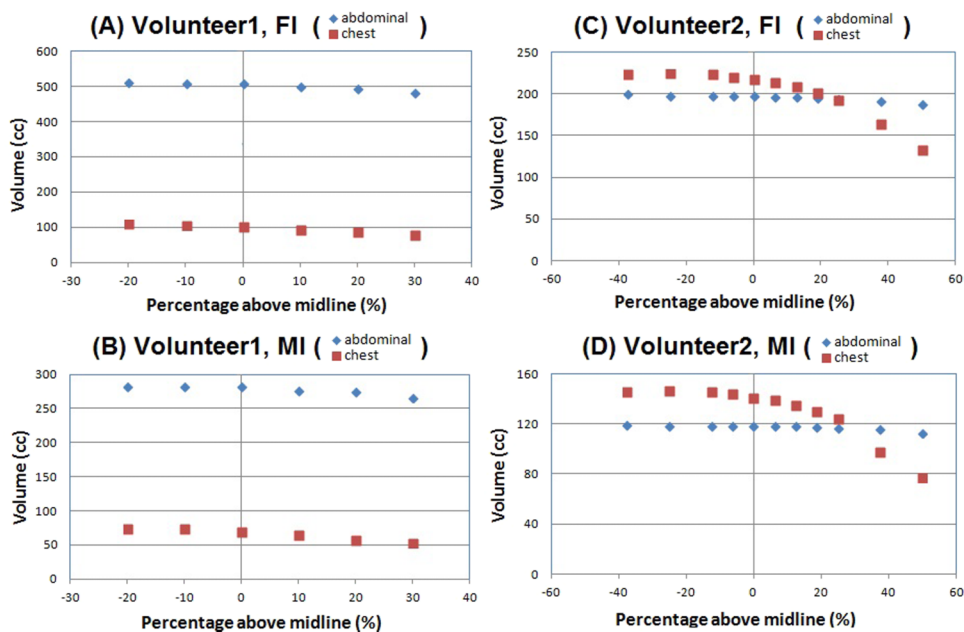 (A) Volunteer1, FI ( abdominal chest )
600
500
400
300
200
100
0
-30 -20 -10 0 10 20 30 40
Volume (cc)
Percentage above midline (%)
(C) Volunteer2, FI ( abdominal chest )
250
200
150
200
50
0
-60 -40 -20 0 20 40 60
Volume (cc)
Percentage above midline (%)
(B) Volunteer1, MI ( abdominal chest )
300
250
200
150
100
50
0
-30 -20 -10 0 10 20 30 40
Volume (cc)
Percentage above midline (%)
(D) Volunteer2, MI ( abdominal chest )
160
120
80
40
0
-60 -40 -20 0 20 40 60
Volume (cc)
Percentage above midline (%)